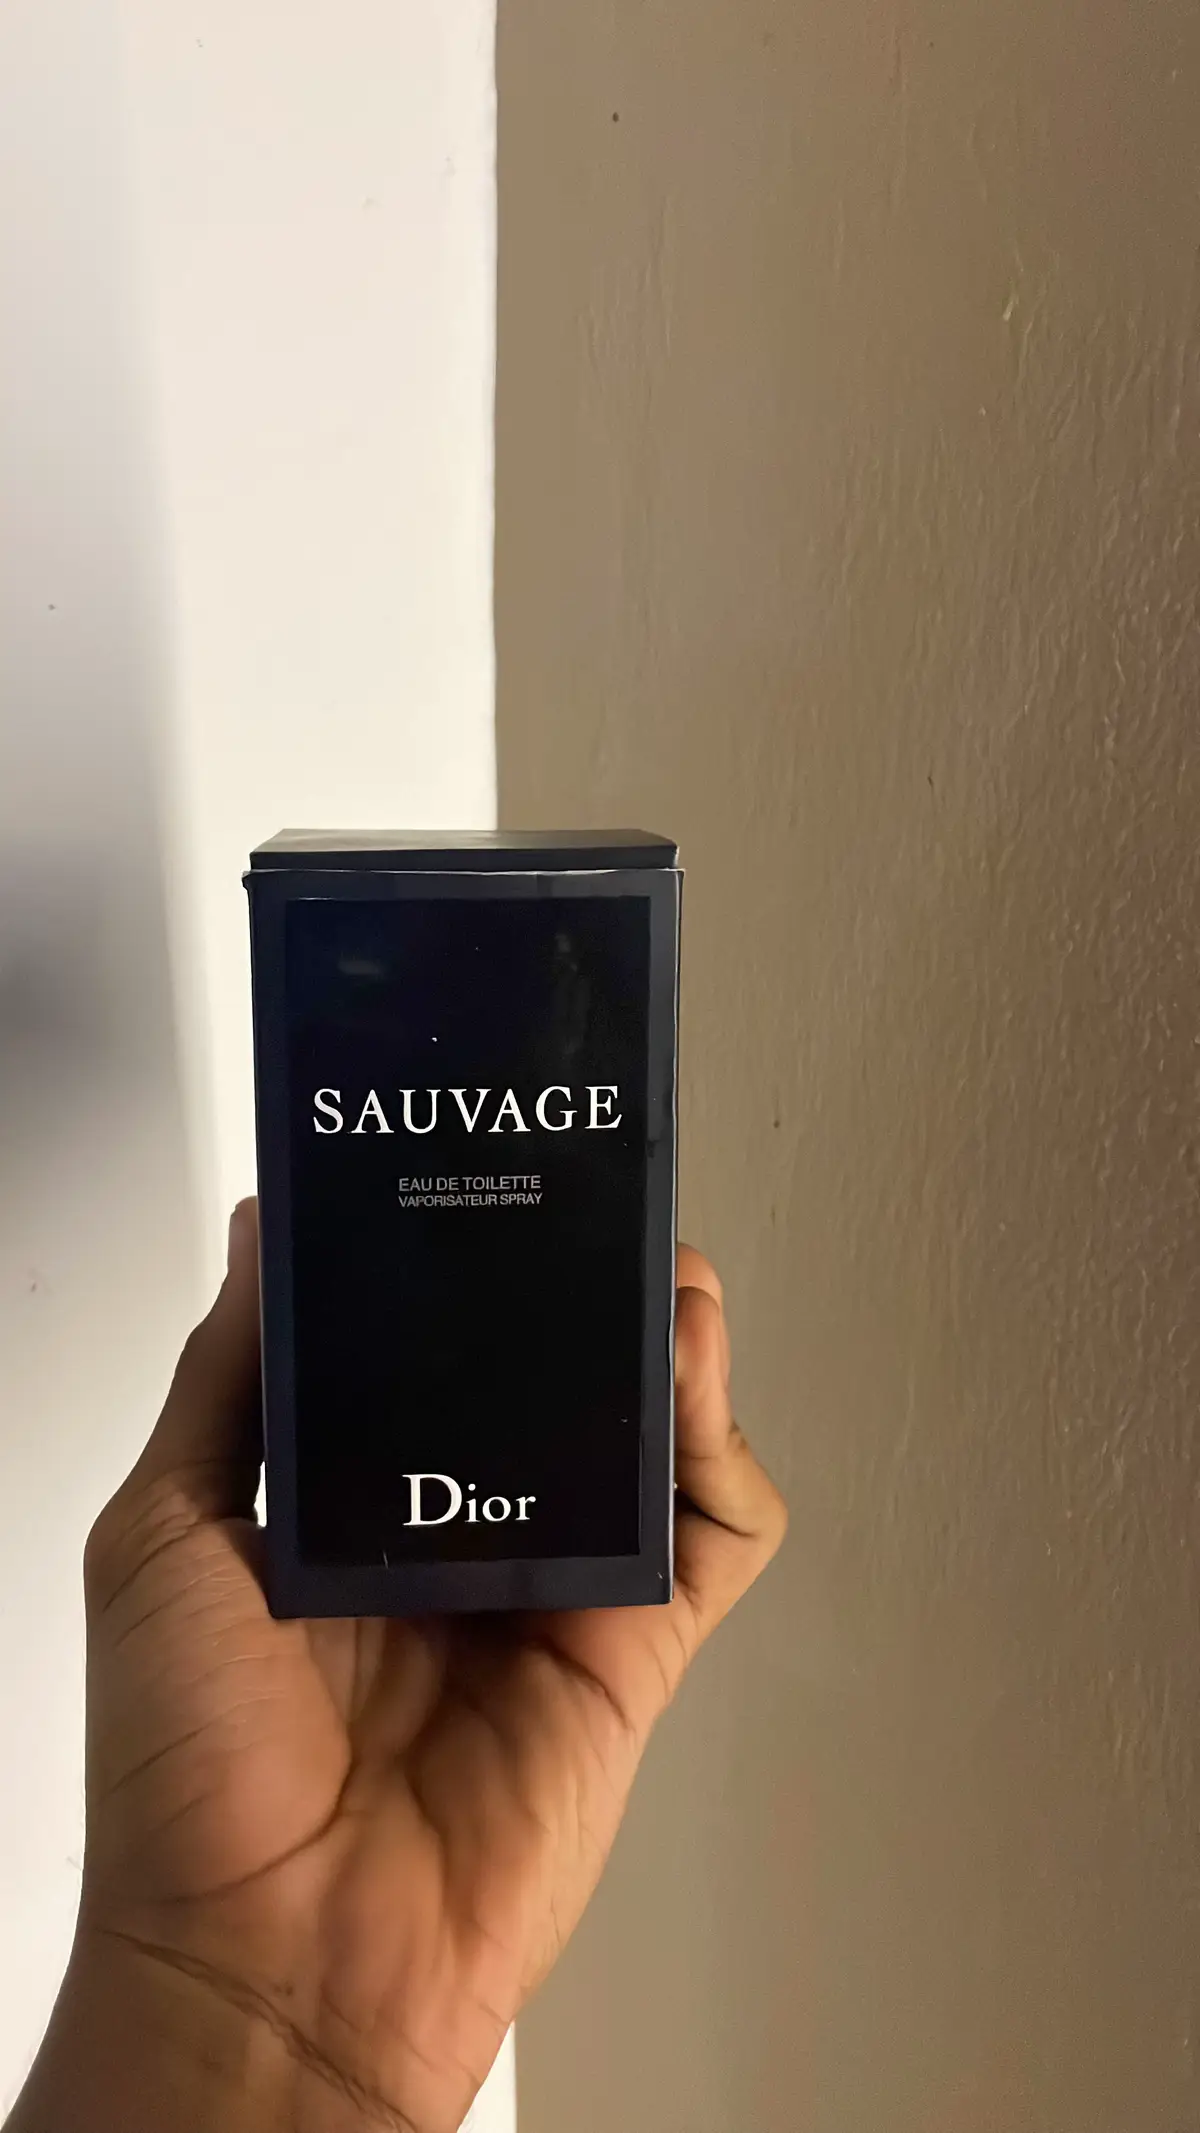 SAUVAGE
EAU DE TOILETTE
VAPORISATEUR SPRAY
Dior